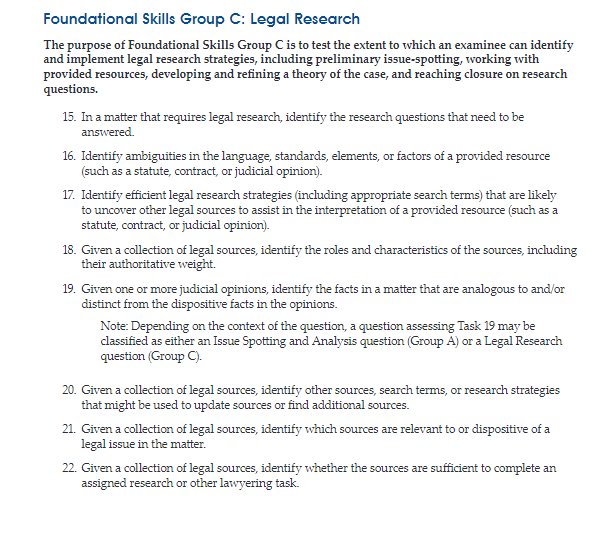 Foundational Skills Group C: Legal Research
The purpose of Foundational Skills Group C is to test the extent to which an examinee can identify
and implement legal research strategies, including preliminary issue-spotting, working with
provided resources, developing and refining a theory of the case, and reaching closure on research
questions.
15. In a matter that requires legal research, identify the research questions that need to be
answered.
16. Identify ambiguities in the language, standards, elements, or factors of a provided resource
(such as a statute, contract, or judicial opinion).
17. Identify efficient legal research strategies (including appropriate search terms) that are likely
to uncover other legal sources to assist in the interpretation of a provided resource (such as a
statute, contract, or judicial opinion).
18. Given a collection of legal sources, identify the roles and characteristics of the sources, including
their authoritative weight.
19. Given one or more judicial opinions, identify the facts in a matter that are analogous to and/or
distinct from the dispositive facts in the opinions.
Note: Depending on the context of the question, a question assessing Task 19 may be
classified as either an Issue Spotting and Analysis question (Group A) or a Legal Research
question (Group C).
20. Given a collection of legal sources, identify other sources, search terms, or research strategies
that might be used to update sources or find additional sources.
21. Given a collection of legal sources, identify which sources are relevant to or dispositive of a
legal issue in the matter.
22. Given a collection of legal sources, identify whether the sources are sufficient to complete an
assigned research or other lawyering task.